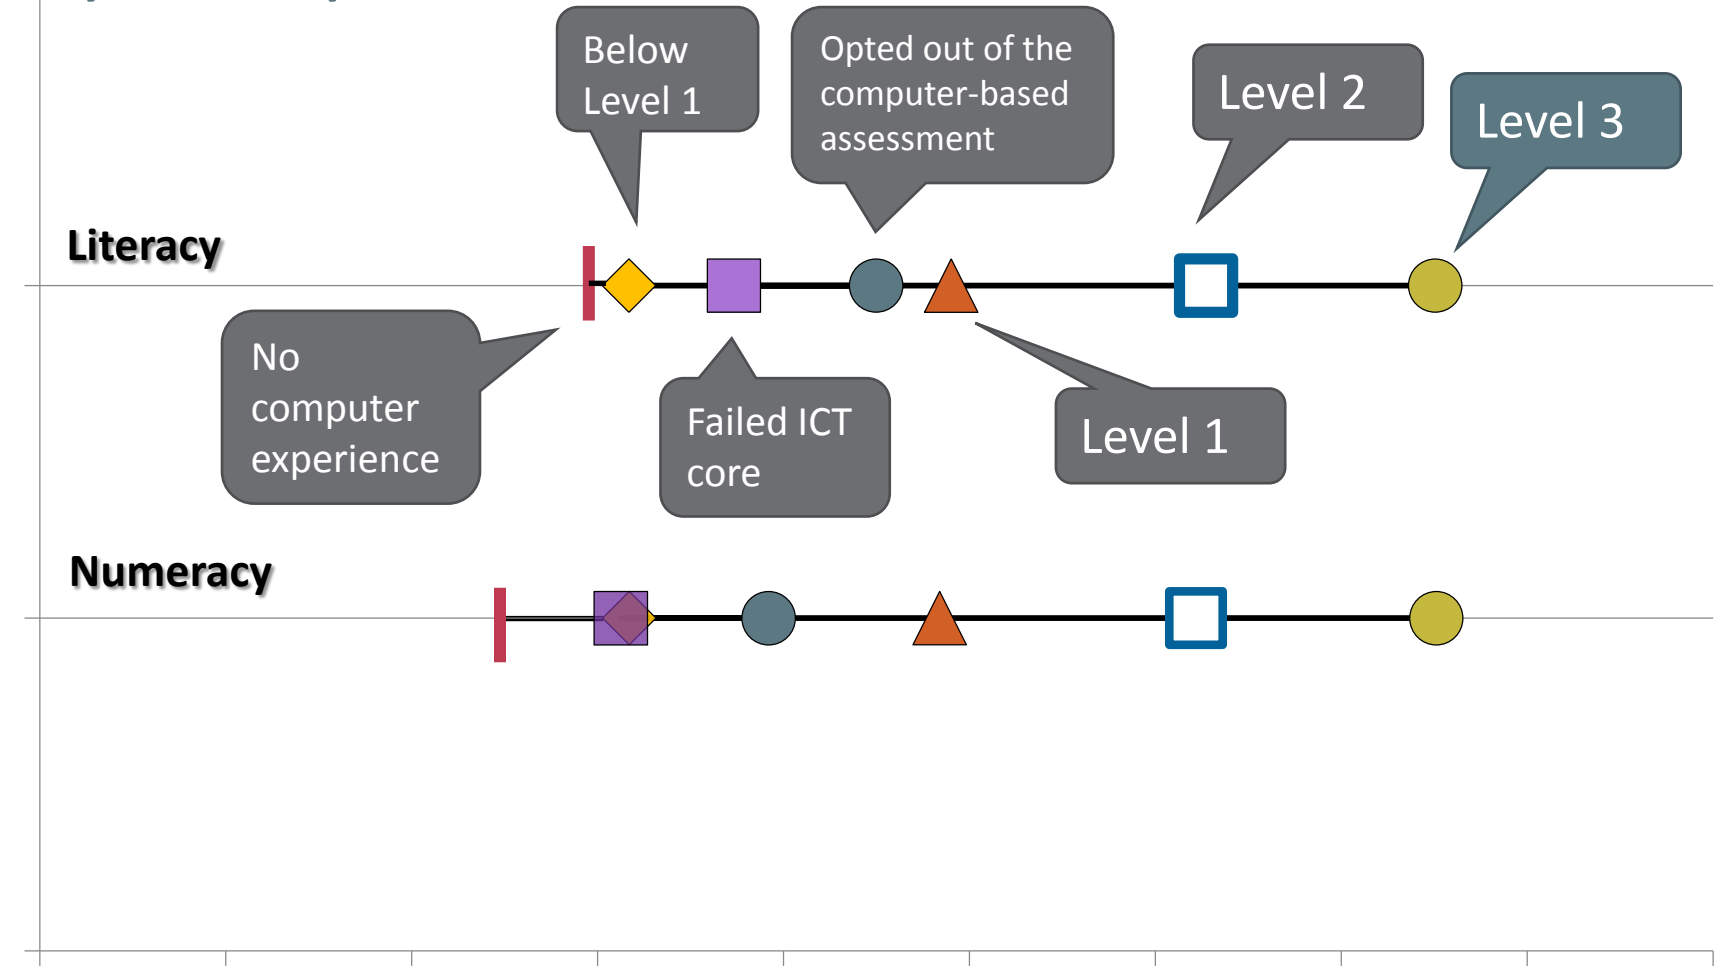 Below
Level 1
Opted out of the
computer-based
assessment
Level 2
Level 3
Literacy
No
computer
experience
Failed ICT
core
Level 1
Numeracy